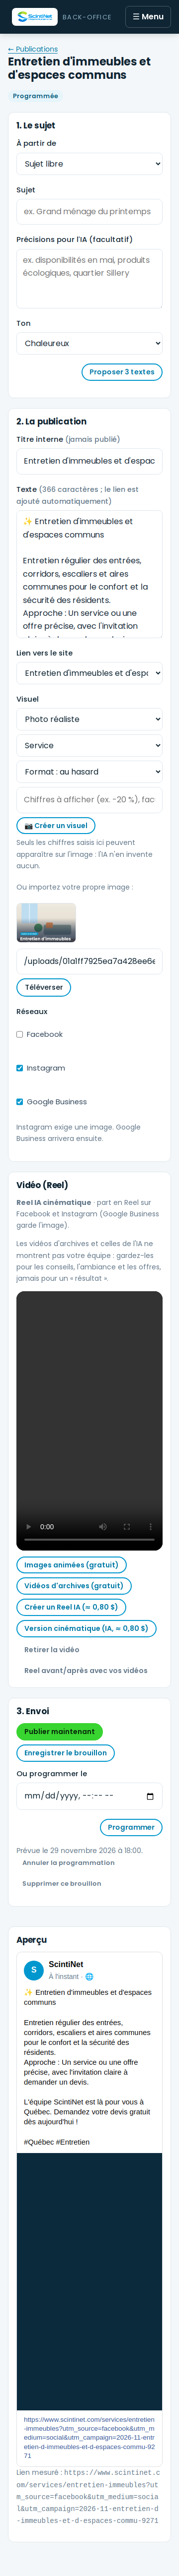 ScintiNet
BACK-OFFICE
☰ Menu
← Publications
Entretien d'immeubles et
d'espaces communs
Programmée
1. Le sujet
À partir de
Sujet libre
Sujet
ex. Grand ménage du printemps
Précisions pour l'IA (facultatif)
ex. disponibilités en mai, produits
écologiques, quartier Sillery
Ton
Chaleureux
Proposer 3 textes
2. La publication
Titre interne (jamais publié)
Entretien d'immeubles et d'espac
Texte (366 caractères ; le lien est
ajouté automatiquement)
✨ Entretien d'immeubles et
d'espaces communs
Entretien régulier des entrées,
corridors, escaliers et aires
communes pour le confort et la
sécurité des résidents.
Approche : Un service ou une
offre précise, avec l'invitation
Lien vers le site
Entretien d'immeubles et d'espa
Visuel
Photo réaliste
Service
Format : au hasard
Chiffres à afficher (ex. -20 %), fac
📷 Créer un visuel
Seuls les chiffres saisis ici peuvent
apparaître sur l'image : l'IA n'en invente
aucun.
Ou importez votre propre image :
Entretien d'immeubles
/uploads/01a1ff7925ea7a428ee6e
Téléverser
Réseaux
Facebook
Instagram
Google Business
Instagram exige une image. Google
Business arrivera ensuite.
Vidéo (Reel)
Reel IA cinématique · part en Reel sur
Facebook et Instagram (Google Business
garde l'image).
Les vidéos d'archives et celles de l'IA ne
montrent pas votre équipe : gardez-les
pour les conseils, l'ambiance et les offres,
jamais pour un « résultat ».
0:00
Images animées (gratuit)
Vidéos d'archives (gratuit)
Créer un Reel IA (≈ 0,80 $)
Version cinématique (IA, ≈ 0,80 $)
Retirer la vidéo
Reel avant/après avec vos vidéos
3. Envoi
Publier maintenant
Enregistrer le brouillon
Ou programmer le
mm/dd/yyyy, --:-- --
Programmer
Prévue le 29 novembre 2026 à 18:00.
Annuler la programmation
Supprimer ce brouillon
Aperçu
S
ScintiNet
À l'instant · 🌐
✨ Entretien d'immeubles et d'espaces
communs
Entretien régulier des entrées,
corridors, escaliers et aires communes
pour le confort et la sécurité des
résidents.
Approche : Un service ou une offre
précise, avec l'invitation claire à
demander un devis.
L'équipe ScintiNet est là pour vous à
Québec. Demandez votre devis gratuit
dès aujourd'hui !
#Québec #Entretien
https://www.scintinet.com/services/entretien
-immeubles?utm_source=facebook&utm_m
edium=social&utm_campaign=2026-11-entr
etien-d-immeubles-et-d-espaces-commu-92
71
Lien mesuré : https://www.scintinet.c
om/services/entretien-immeubles?ut
m_source=facebook&utm_medium=socia
l&utm_campaign=2026-11-entretien-d
-immeubles-et-d-espaces-commu-9271